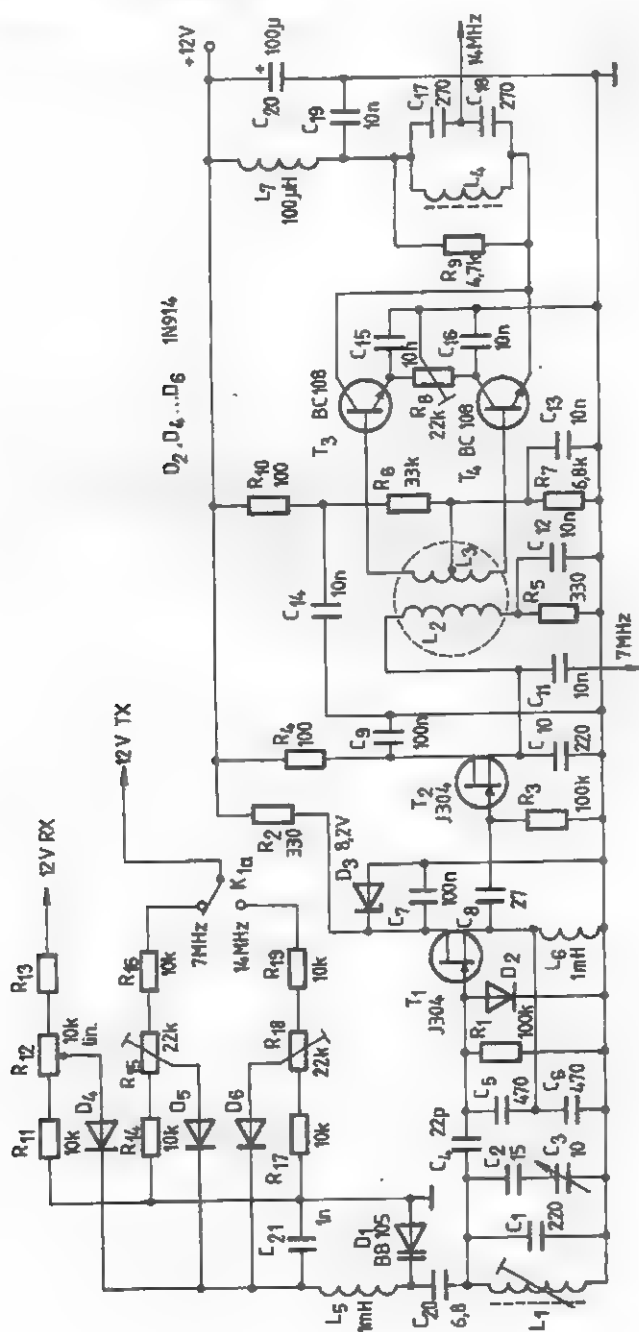 12V RX
R13
R12
10k
lin.
R11
10k
D4
12V TX
R16
10k
7MHz
K1a
R15
22k
R14
10k
D5
14MHz
R19
10k
R18
22k
D6
R17
10k
C21
1n
L5
1mH
D1
BB105
C20
6,8
L1
C1
220
C2
15
C3
10
C4
22p
C5
470
C6
470
R1
100k
D2
T1
J304
L6
1mH
D3
8,2V
R2
330
C7
100n
C8
27
T2
J304
R3
100k
R4
100
C9
100n
C10
220
C11
10n
7MHz
C14
10n
L2
L3
R5
330
C12
10n
R10
100
R6
33k
R7
6,8k
C13
10n
D2,D4...D6 1N914
T3
BC108
T4
BC108
C15
10n
R8
22k
C16
10n
R9
4,7k
L4
L7
100µH
C17
270
C18
270
14MHz
C19
10n
C20
100µ
+
+12V